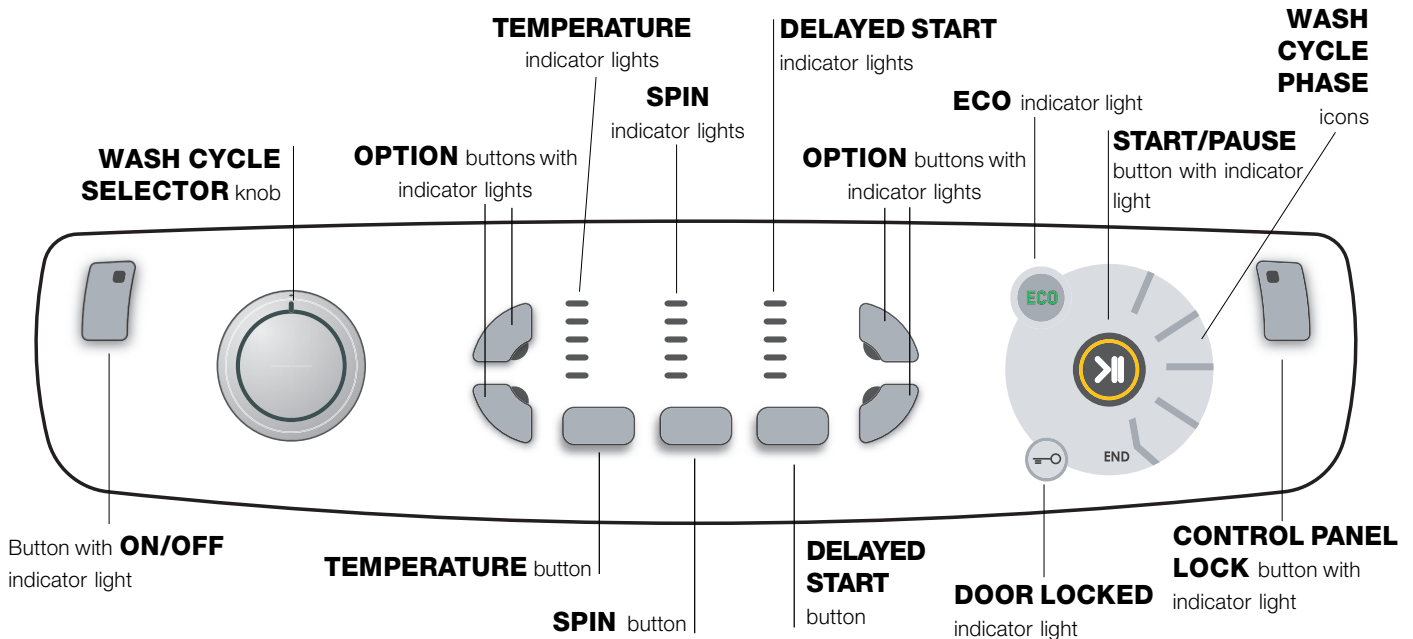 TEMPERATURE
indicator lights
DELAYED START
indicator lights
WASH
CYCLE
PHASE
icons
SPIN
indicator lights
ECO indicator light
START/PAUSE
button with indicator
light
WASH CYCLE
SELECTOR knob
OPTION buttons with
indicator lights
OPTION buttons with
indicator lights
ECO
END
Button with ON/OFF
indicator light
TEMPERATURE button
SPIN button
DELAYED
START
button
DOOR LOCKED
indicator light
CONTROL PANEL
LOCK button with
indicator light